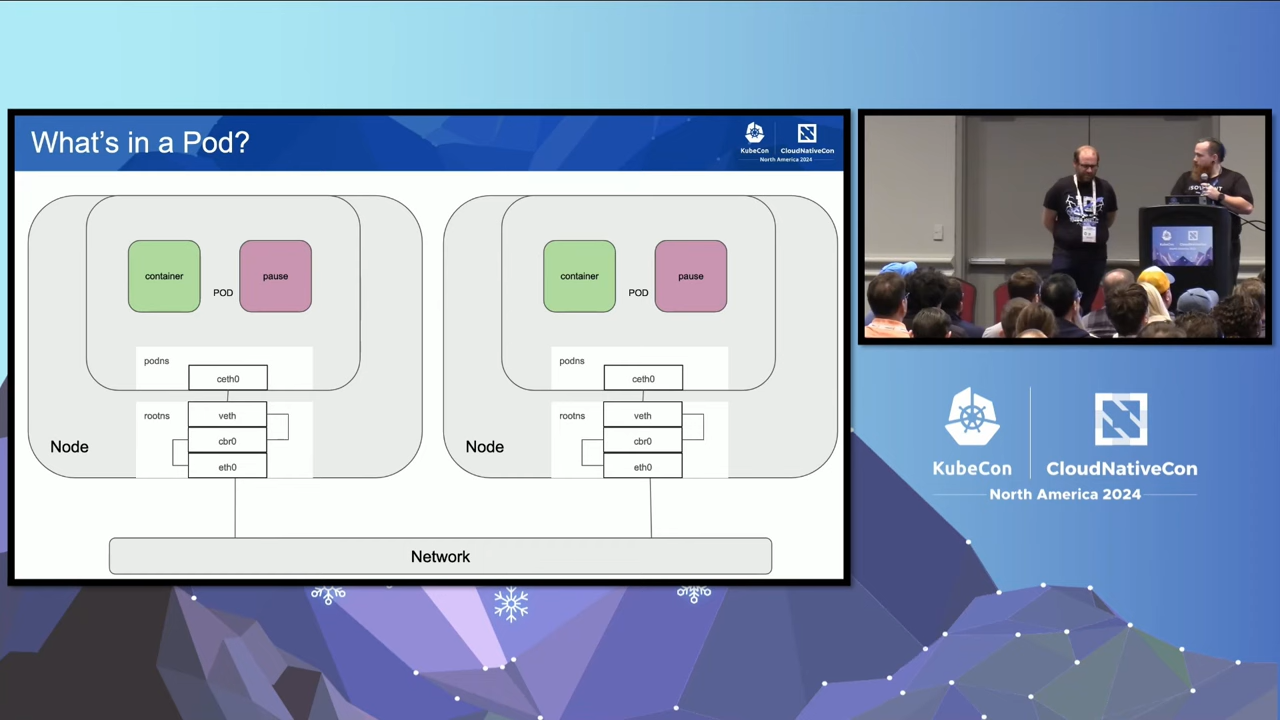 What's in a Pod?
KubeCon
CloudNativeCon
North America 2024
container
POD
pause
podns
ceth0
rootns
veth
cbr0
eth0
Node
container
POD
pause
podns
ceth0
rootns
veth
cbr0
eth0
Node
Network
KubeCon
CloudNativeCon
North America 2024